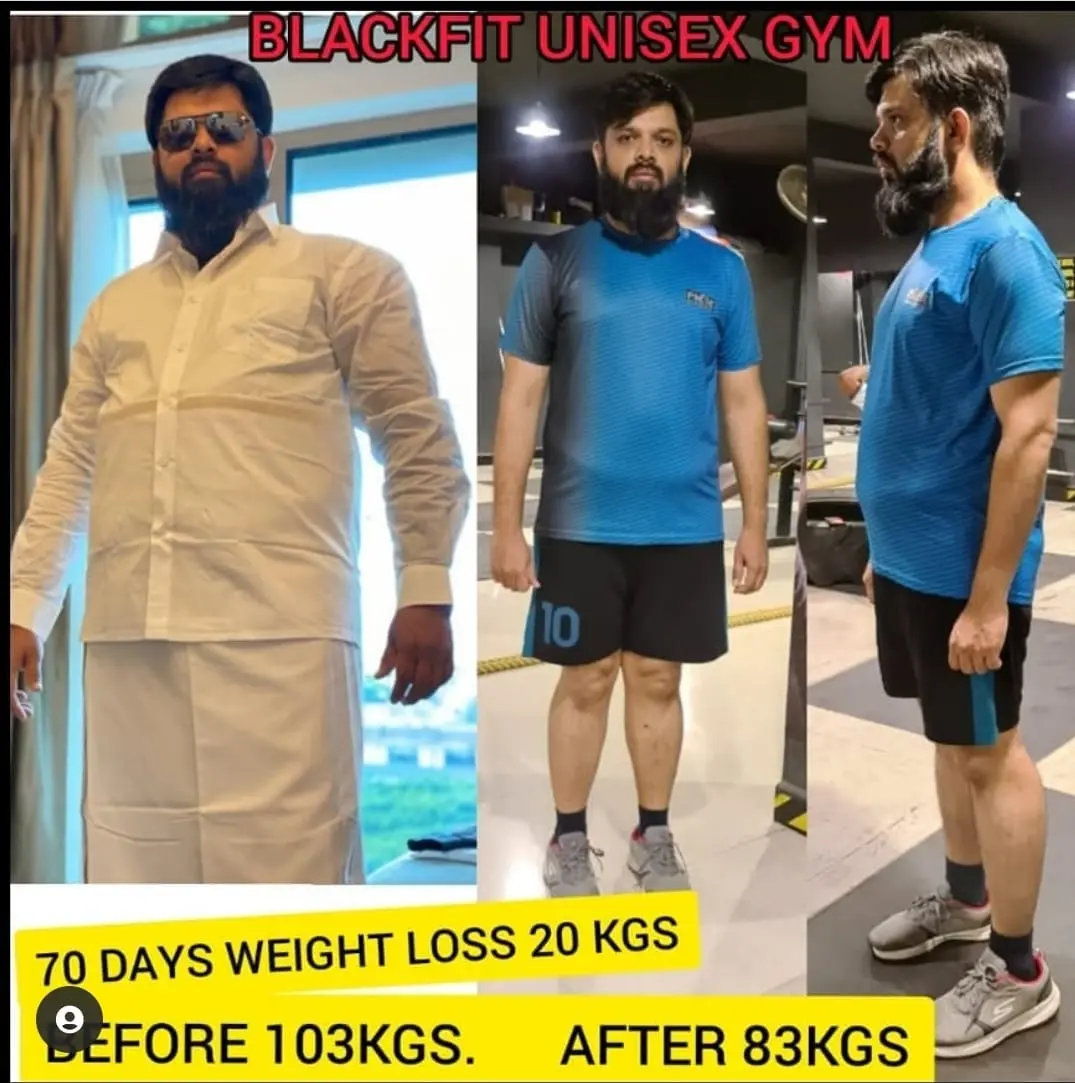 BLACKFIT UNISEX GYM
10
70 DAYS WEIGHT LOSS 20 KGS
BEFORE 103KGS. AFTER 83KGS